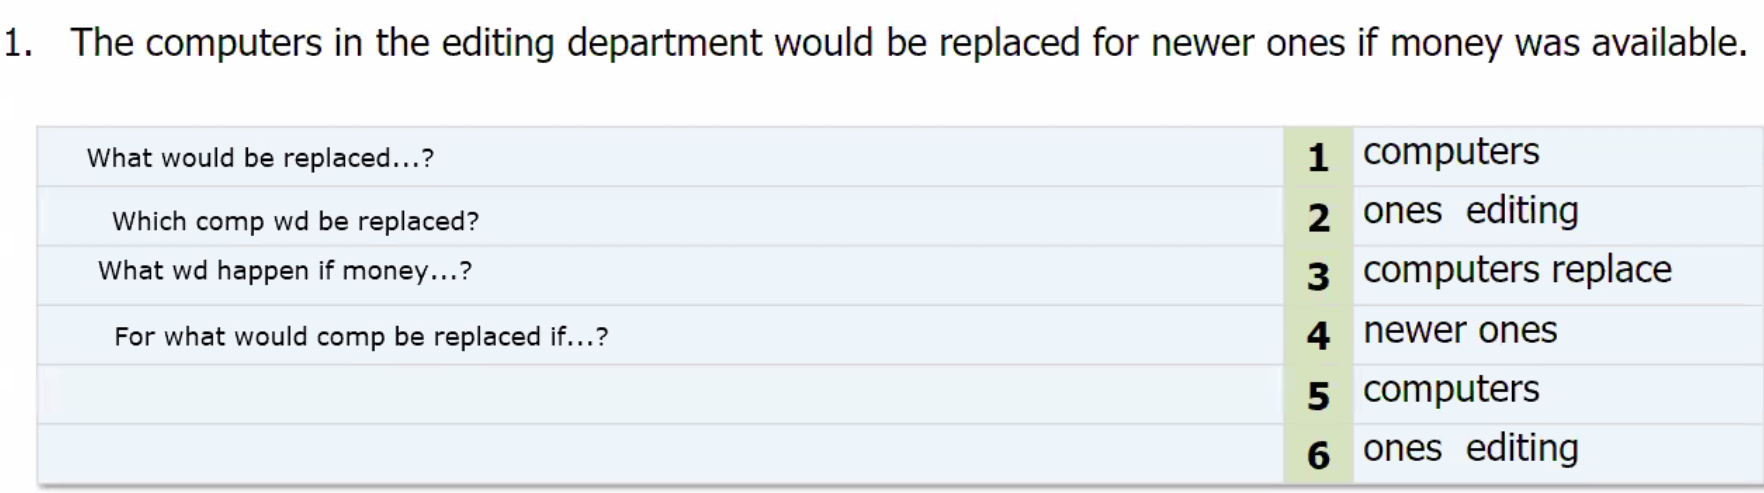 1. The computers in the editing department would be replaced for newer ones if money was available.
What would be replaced...? 1 computers
Which comp wd be replaced? 2 ones editing
What wd happen if money...? 3 computers replace
For what would comp be replaced if...? 4 newer ones
5 computers
6 ones editing